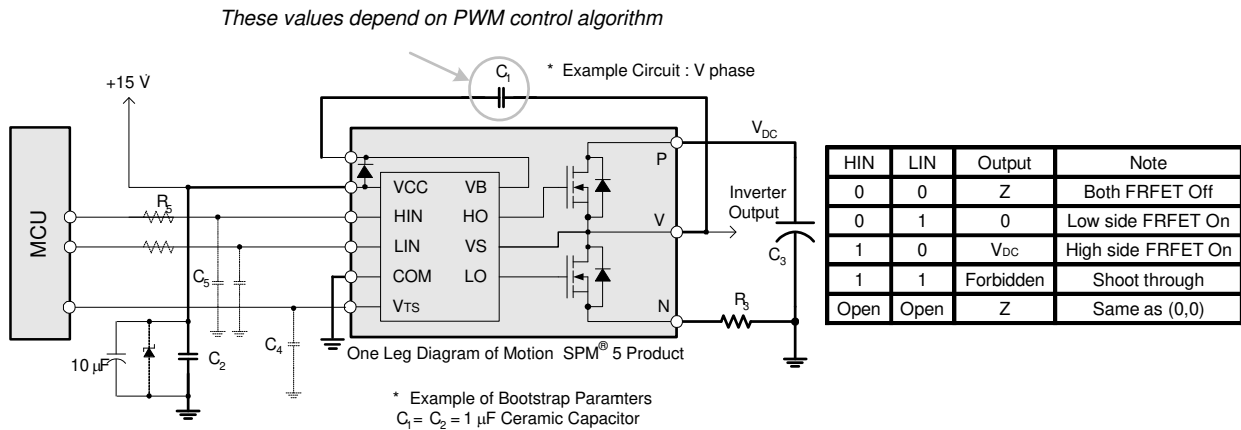 These values depend on PWM control algorithm
C1
* Example Circuit : V phase
+15 V
VDC
P
MCU
R5
VCC VB
HIN HO
LIN VS
COM LO
VTS
V
Inverter
Output
C3
C5
N
R3
C4
10 µF
C2
One Leg Diagram of Motion SPM® 5 Product
* Example of Bootstrap Paramters
C1 = C2 = 1 µF Ceramic Capacitor
HIN LIN Output Note
0 0 Z Both FRFET Off
0 1 0 Low side FRFET On
1 0 VDC High side FRFET On
1 1 Forbidden Shoot through
Open Open Z Same as (0,0)